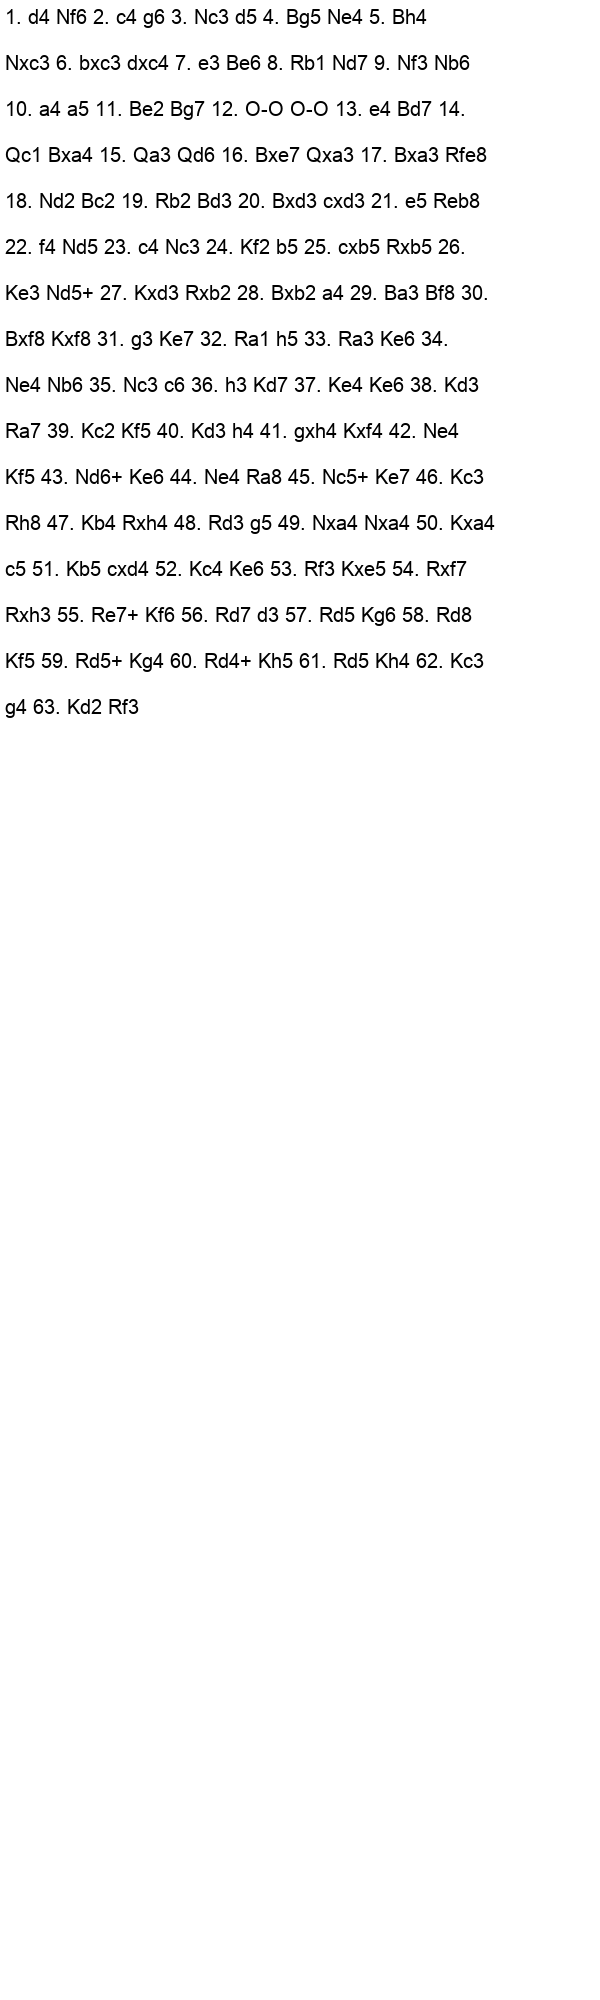 1. d4 Nf6 2. c4 g6 3. Nc3 d5 4. Bg5 Ne4 5. Bh4
Nxc3 6. bxc3 dxc4 7. e3 Be6 8. Rb1 Nd7 9. Nf3 Nb6
10. a4 a5 11. Be2 Bg7 12. O-O O-O 13. e4 Bd7 14.
Qc1 Bxa4 15. Qa3 Qd6 16. Bxe7 Qxa3 17. Bxa3 Rfe8
18. Nd2 Bc2 19. Rb2 Bd3 20. Bxd3 cxd3 21. e5 Reb8
22. f4 Nd5 23. c4 Nc3 24. Kf2 b5 25. cxb5 Rxb5 26.
Ke3 Nd5+ 27. Kxd3 Rxb2 28. Bxb2 a4 29. Ba3 Bf8 30.
Bxf8 Kxf8 31. g3 Ke7 32. Ra1 h5 33. Ra3 Ke6 34.
Ne4 Nb6 35. Nc3 c6 36. h3 Kd7 37. Ke4 Ke6 38. Kd3
Ra7 39. Kc2 Kf5 40. Kd3 h4 41. gxh4 Kxf4 42. Ne4
Kf5 43. Nd6+ Ke6 44. Ne4 Ra8 45. Nc5+ Ke7 46. Kc3
Rh8 47. Kb4 Rxh4 48. Rd3 g5 49. Nxa4 Nxa4 50. Kxa4
c5 51. Kb5 cxd4 52. Kc4 Ke6 53. Rf3 Kxe5 54. Rxf7
Rxh3 55. Re7+ Kf6 56. Rd7 d3 57. Rd5 Kg6 58. Rd8
Kf5 59. Rd5+ Kg4 60. Rd4+ Kh5 61. Rd5 Kh4 62. Kc3
g4 63. Kd2 Rf3